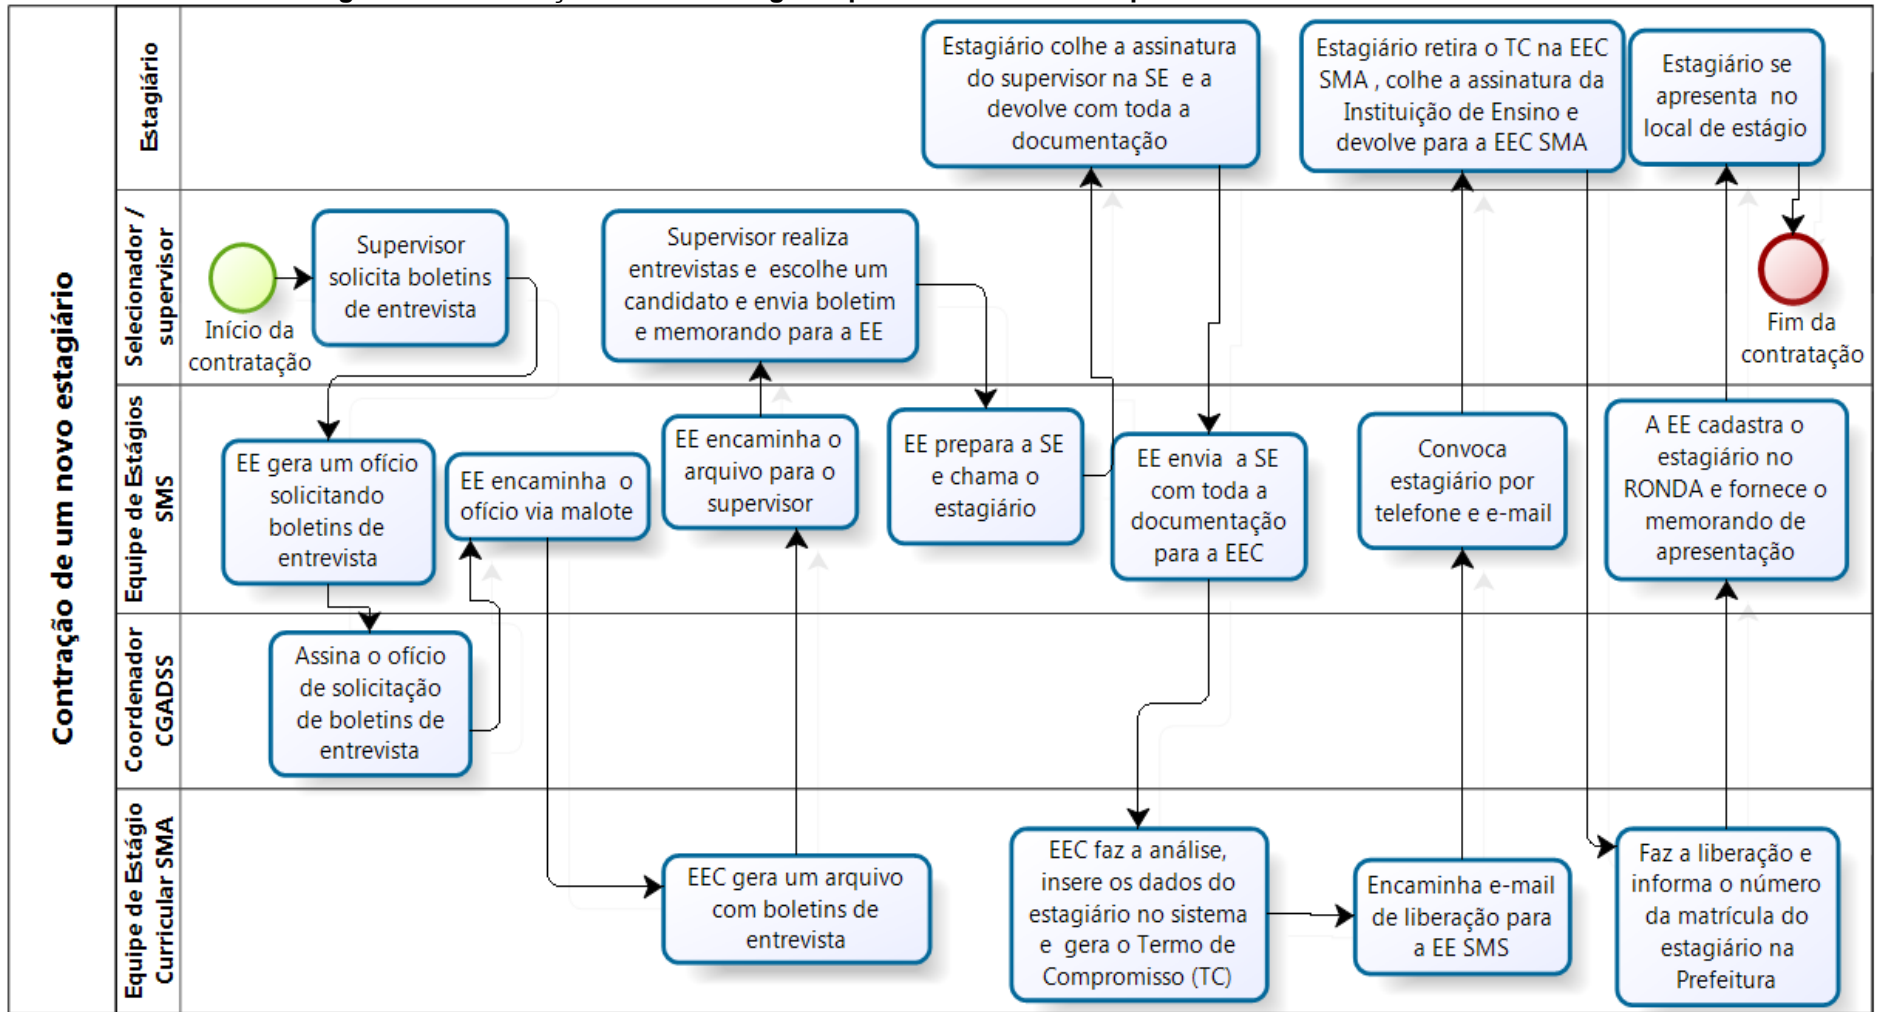 Contração de um novo estagiário
Estagiário
Estagiário colhe a assinatura
do supervisor na SE e a
devolve com toda a
documentação
Estagiário retira o TC na EEC
SMA , colhe a assinatura da
Instituição de Ensino e
devolve para a EEC SMA
Estagiário se
apresenta no
local de estágio
Selecionador /
supervisor
Início da
contratação
Supervisor
solicita boletins
de entrevista
Supervisor realiza
entrevistas e escolhe um
candidato e envia boletim
e memorando para a EE
Fim da
contratação
Equipe de Estágios
SMS
EE gera um ofício
solicitando
boletins de
entrevista
EE encaminha o
ofício via malote
EE encaminha o
arquivo para o
supervisor
EE prepara a SE
e chama o
estagiário
EE envia a SE
com toda a
documentação
para a EEC
Convoca
estagiário por
telefone e e-mail
A EE cadastra o
estagiário no
RONDA e fornece o
memorando de
apresentação
Coordenador
CGADSS
Assina o ofício
de solicitação
de boletins de
entrevista
Equipe de Estágio
Curricular SMA
EEC gera um arquivo
com boletins de
entrevista
EEC faz a análise,
insere os dados do
estagiário no sistema
e gera o Termo de
Compromisso (TC)
Encaminha e-mail
de liberação para
a EE SMS
Faz a liberação e
informa o número
da matrícula do
estagiário na
Prefeitura